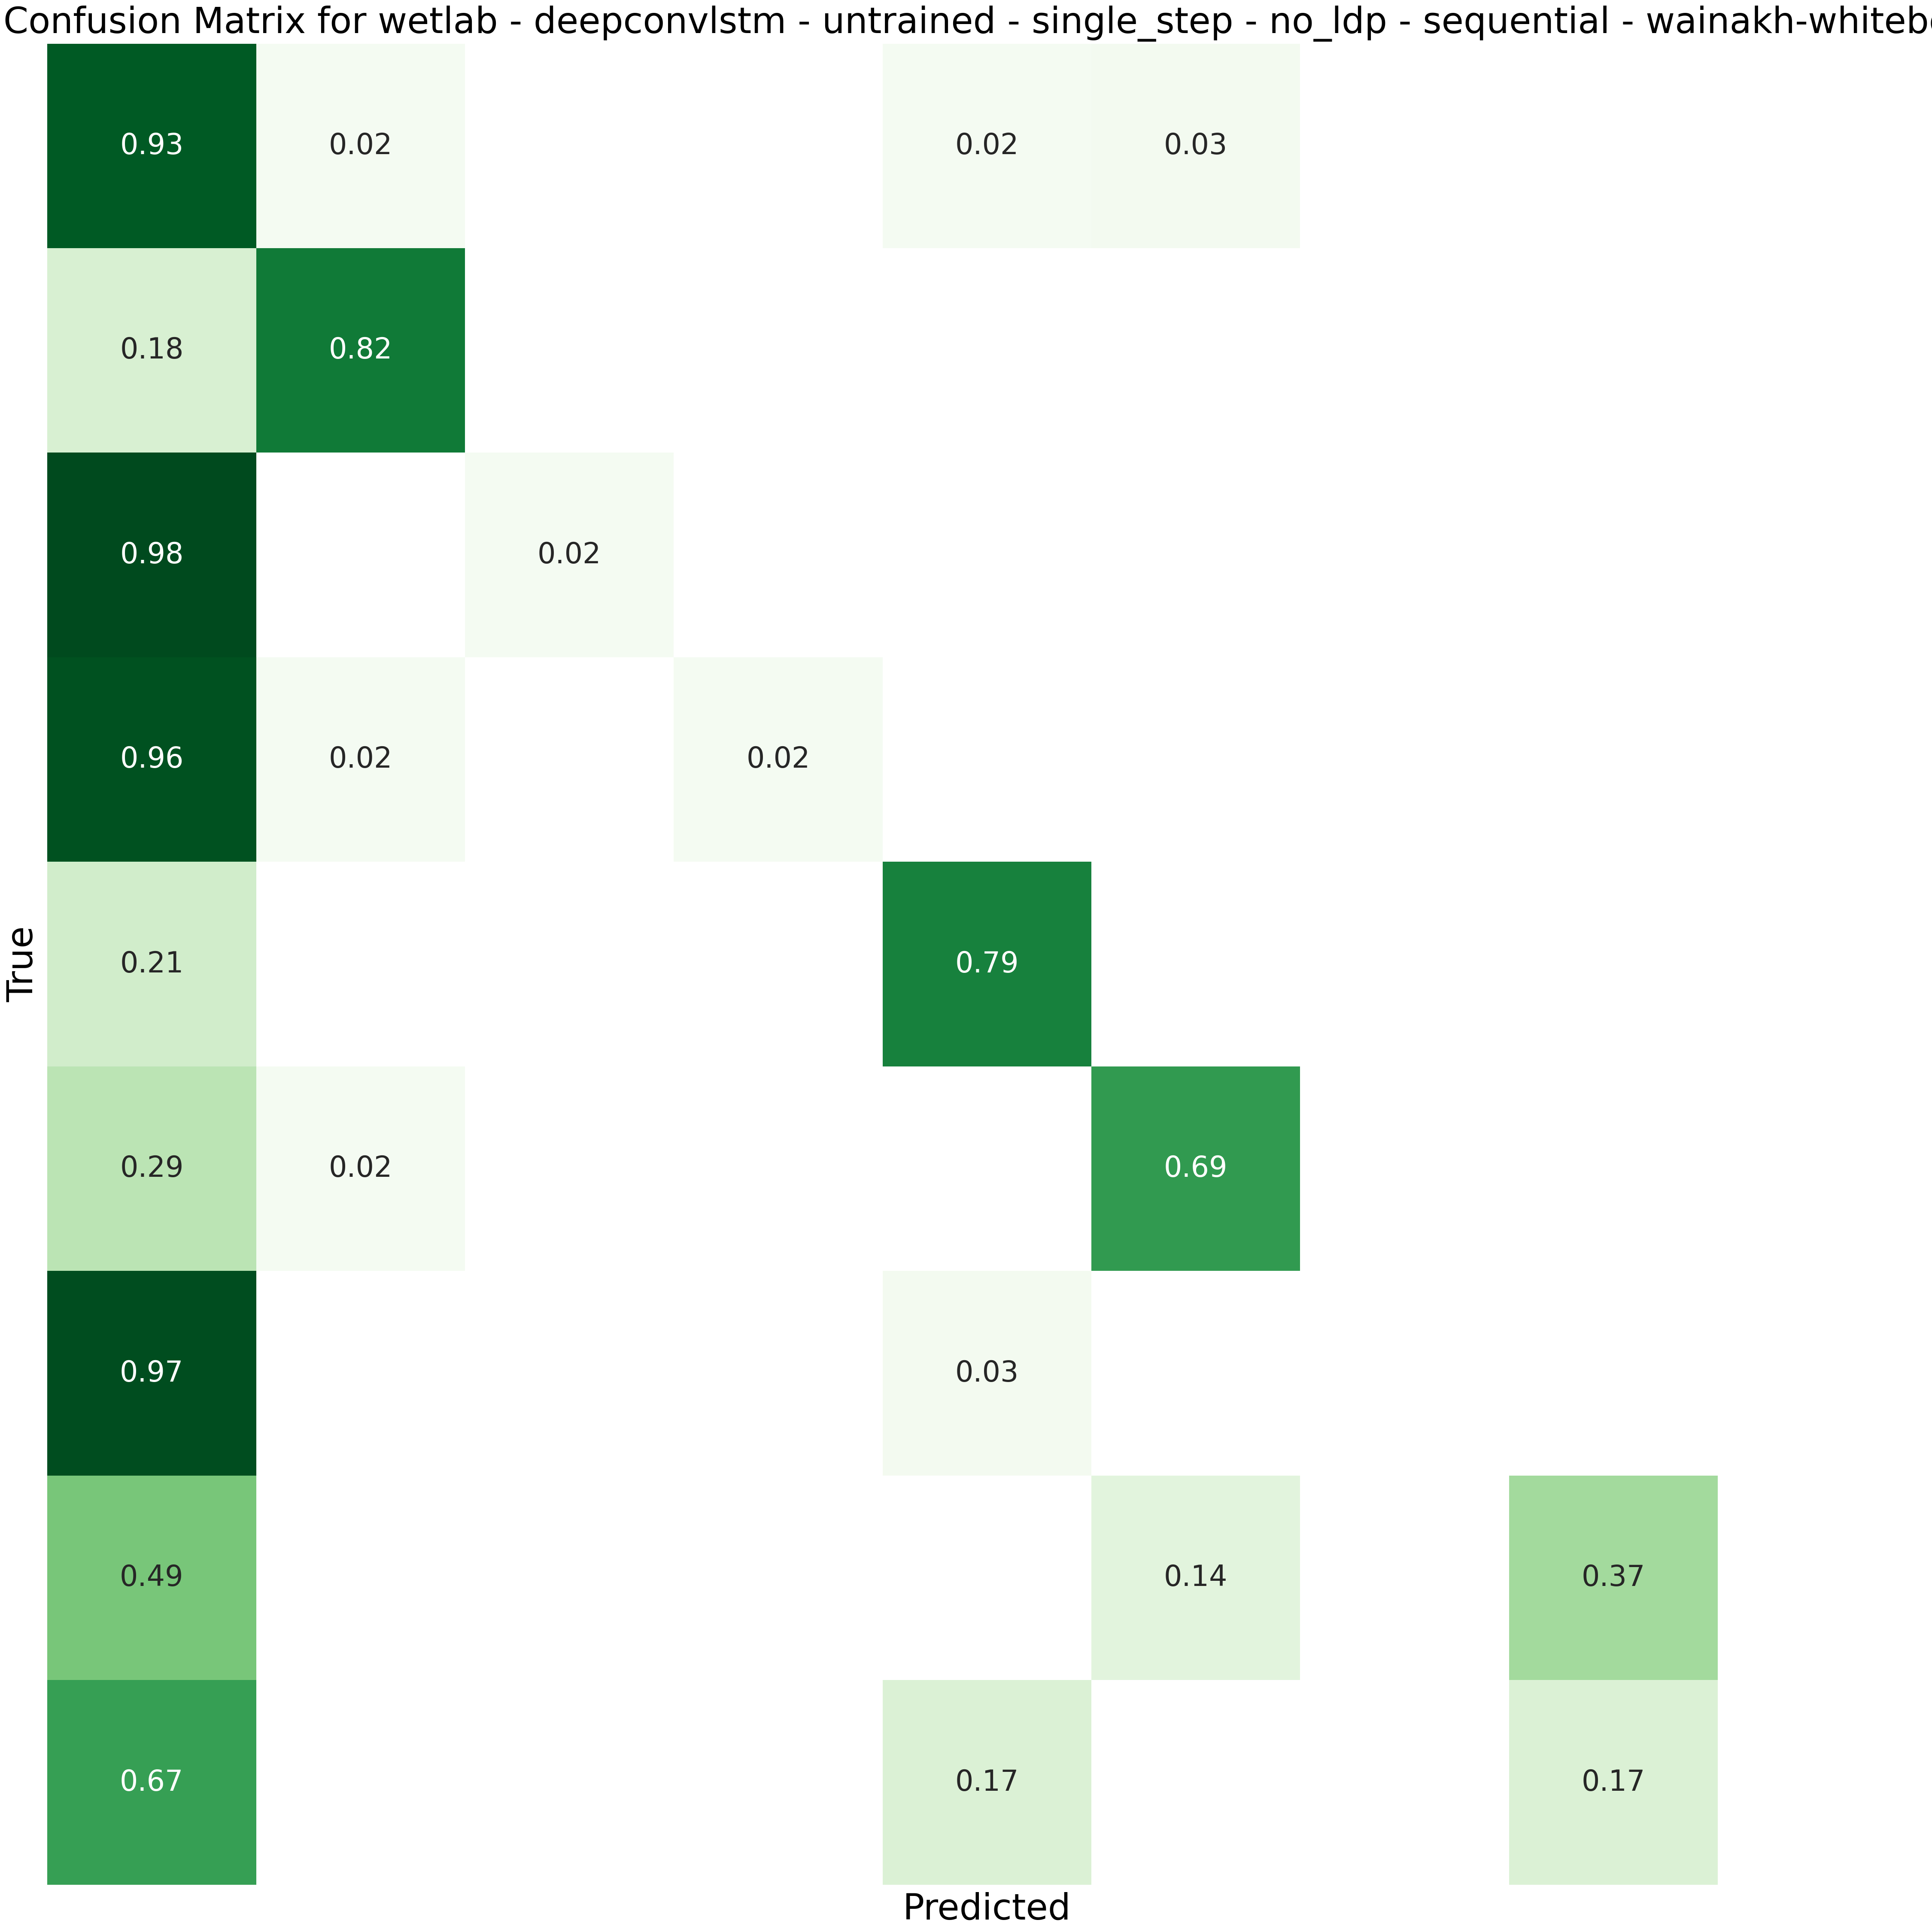 Confusion Matrix for wetlab - deepconvlstm - untrained - single_step - no_ldp - sequential -
0.93 0.02 0.02 0.03
0.18 0.82
0.98 0.02
0.96 0.02 0.02
0.21 0.79
0.29 0.02 0.69
0.97 0.03
0.49 0.14 0.37
0.67 0.17 0.17
True
Predicted